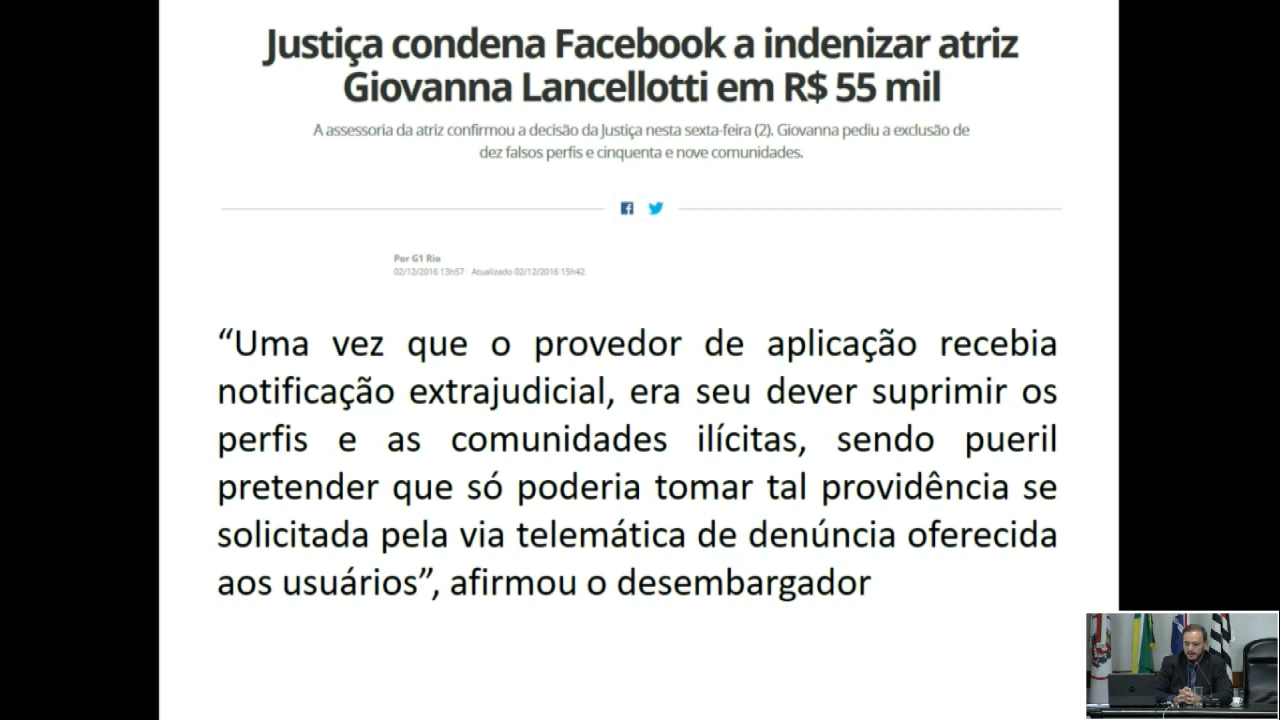 Justiça condena Facebook a indenizar atriz
Giovanna Lancellotti em R$ 55 mil
A assessoria da atriz confirmou a decisão da Justiça nesta sexta-feira (2). Giovanna pediu a exclusão de
dez falsos perfis e cinquenta e nove comunidades.
Por G1 Rio
02/12/2016 13h57 · Atualizado 02/12/2016 15h42
“Uma vez que o provedor de aplicação recebia
notificação extrajudicial, era seu dever suprimir os
perfis e as comunidades ilícitas, sendo pueril
pretender que só poderia tomar tal providência se
solicitada pela via telemática de denúncia oferecida
aos usuários”, afirmou o desembargador